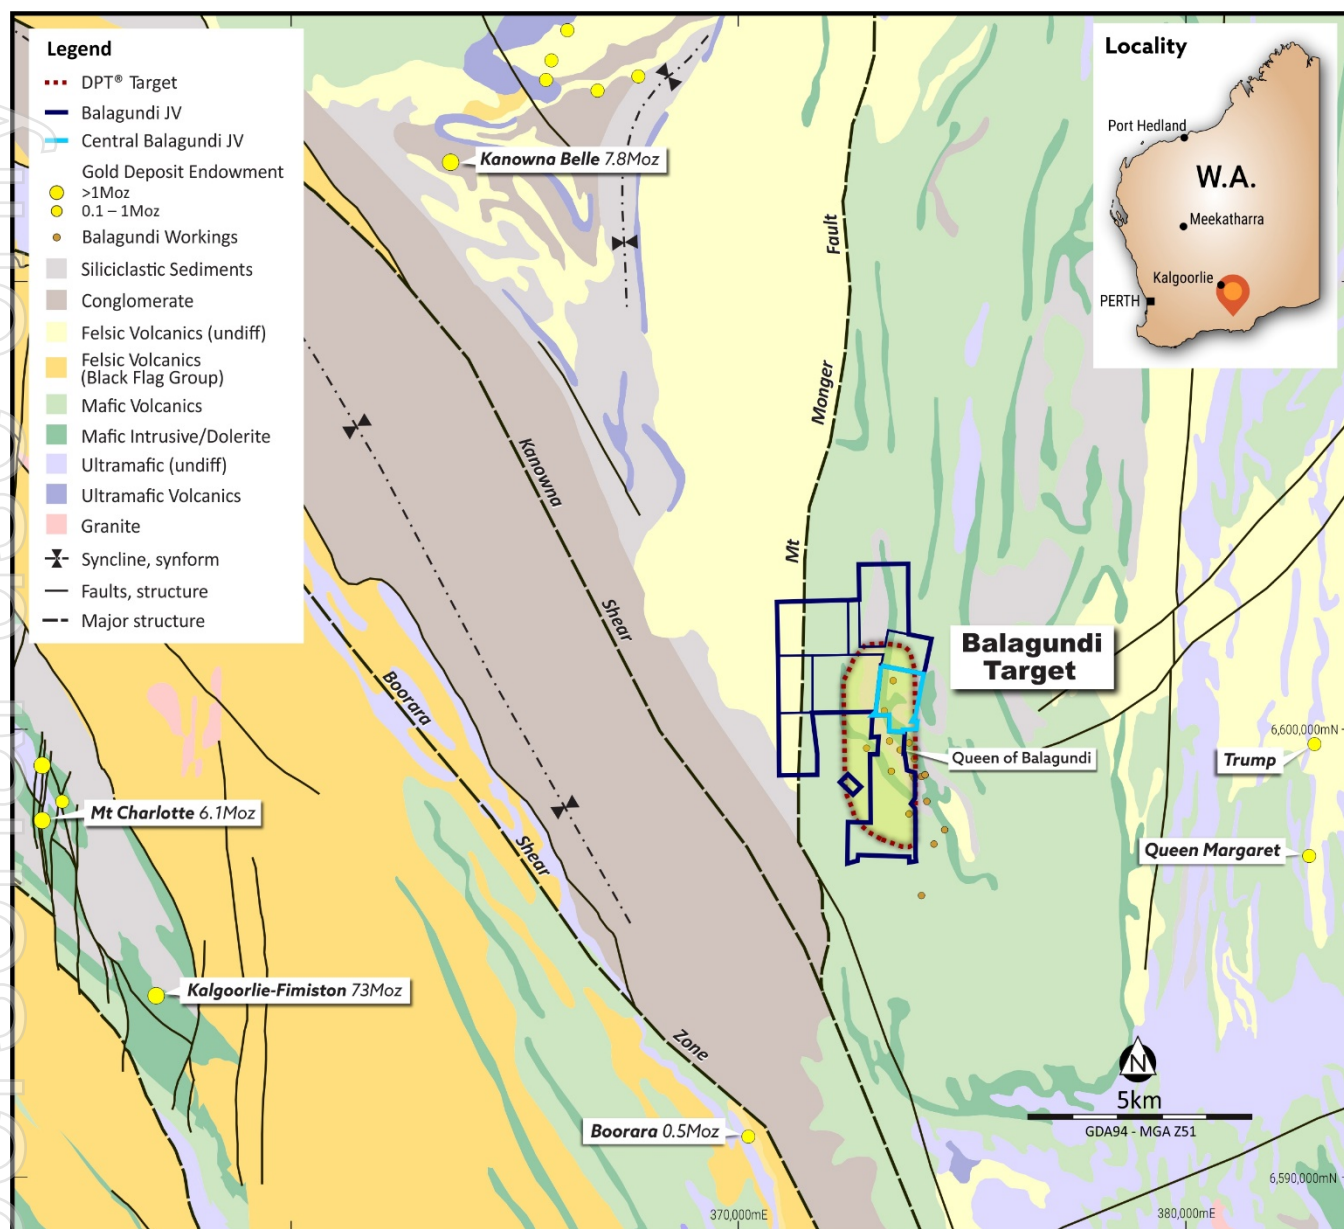 Legend
DPT® Target
Balagundi JV
Central Balagundi JV
Gold Deposit Endowment
>1Moz
0.1 – 1Moz
Balagundi Workings
Siliciclastic Sediments
Conglomerate
Felsic Volcanics (undiff)
Felsic Volcanics
(Black Flag Group)
Mafic Volcanics
Mafic Intrusive/Dolerite
Ultramafic (undiff)
Ultramafic Volcanics
Granite
Syncline, synform
Faults, structure
Major structure
Locality
Port Hedland
W.A.
Meekatharra
Kalgoorlie
PERTH
Kanowna Belle 7.8Moz
Mt Monger Fault
Kanowna Shear
Boorara Shear Zone
Balagundi
Target
Queen of Balagundi
6,600,000mN
Trump
Queen Margaret
Mt Charlotte 6.1Moz
Kalgoorlie-Fimiston 73Moz
Boorara 0.5Moz
N
5km
GDA94 - MGA Z51
6,590,000mN
370,000mE
380,000mE